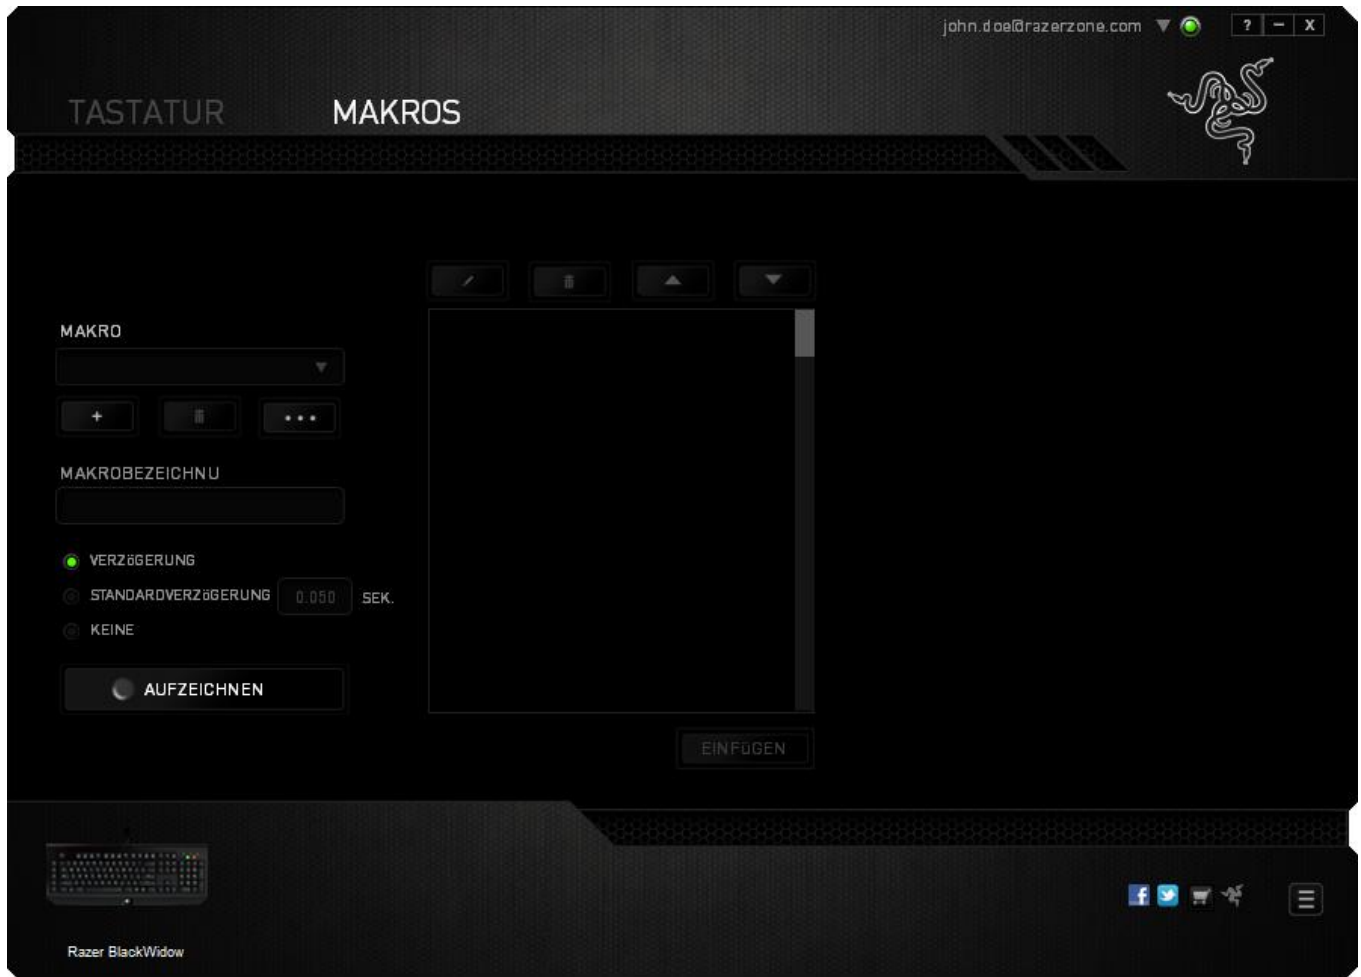 john.doe@razerzone.com
? – X
TASTATUR MAKROS
MAKRO
MAKROBEZEICHNU
VERZöGERUNG
STANDARDVERZöGERUNG 0.050 SEK.
KEINE
AUFZEICHNEN
EINFüGEN
Razer BlackWidow